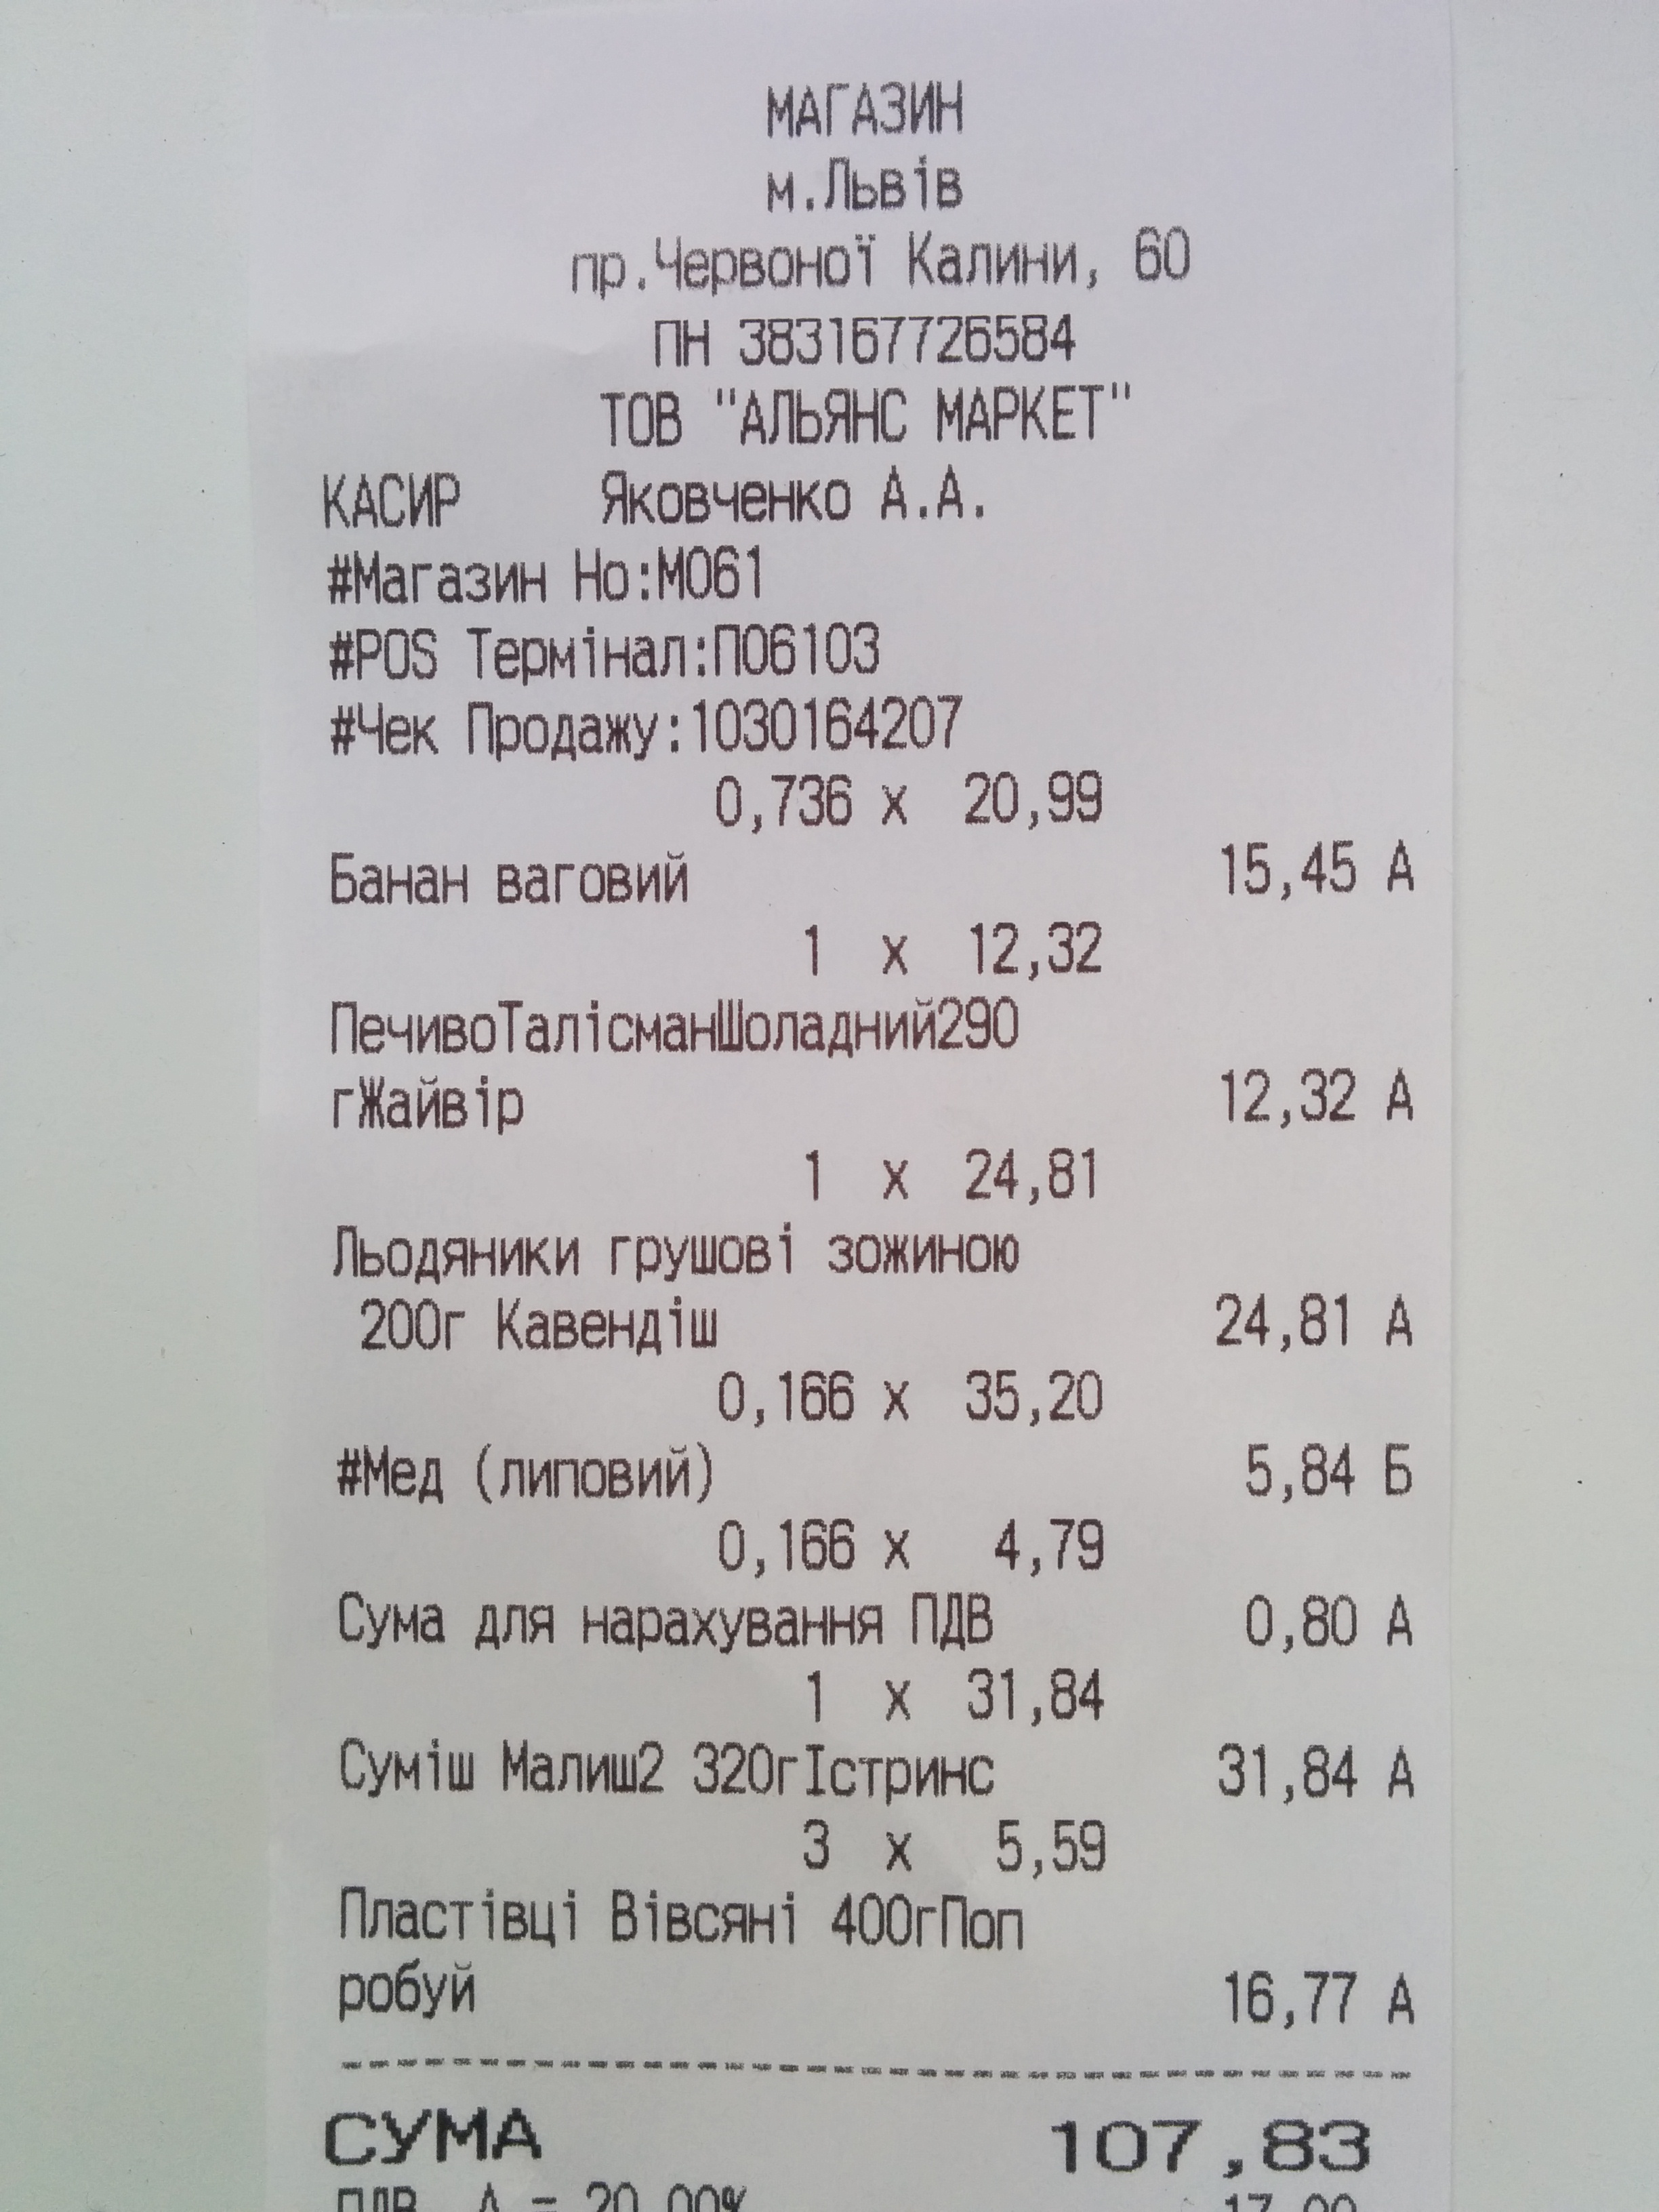 МАГАЗИН
м.Львів
пр.Червоної Калини, 60
ПН 383167726584
ТОВ "АЛЬЯНС МАРКЕТ"
КАСИР Яковченко А.А.
#Магазин Но:М061
#POS Термінал:П06103
#Чек Продажу:1030164207
0,736 x 20,99
Банан ваговий 15,45 А
1 x 12,32
ПечивоТалісманШоладний290
гЖайвір 12,32 А
1 x 24,81
Льодяники грушові зожиною
200г Кавендіш 24,81 А
0,166 x 35,20
#Мед (липовий) 5,84 Б
0,166 x 4,79
Сума для нарахування ПДВ 0,80 А
1 x 31,84
Суміш Малиш2 320гІстринс 31,84 А
3 x 5,59
Пластівці Вівсяні 400гПоп
робуй 16,77 А
СУМА 107,83
ПДВ А = 20,00%